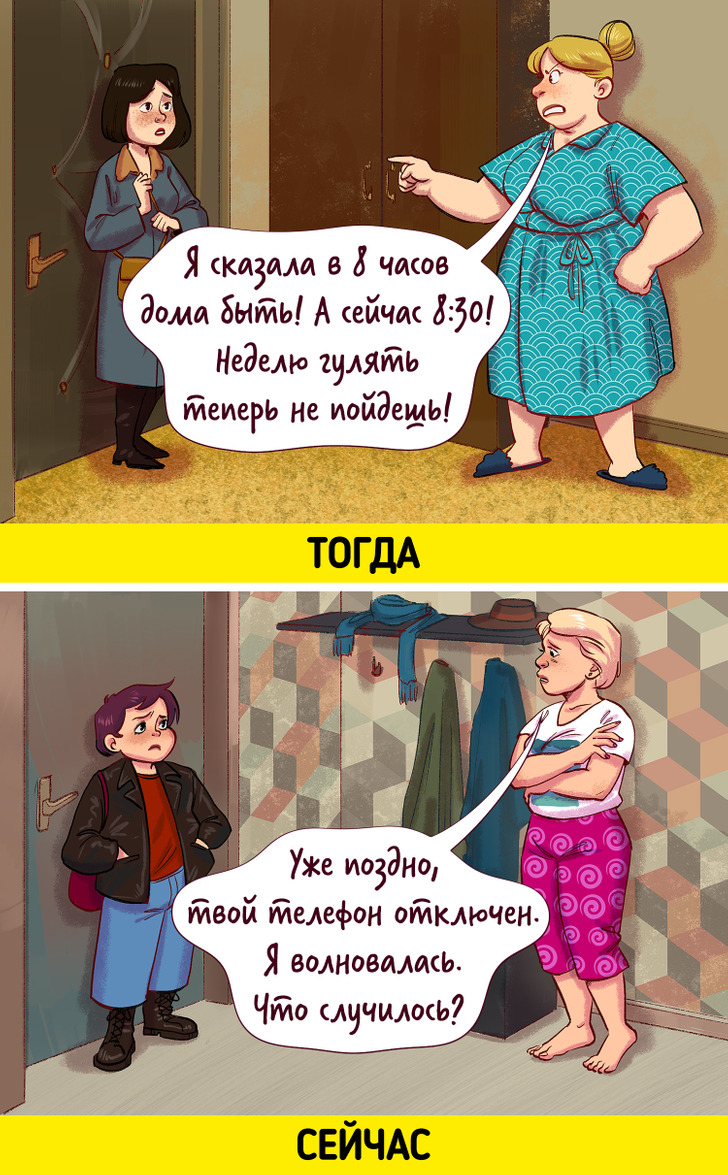 Я сказала в 8 часов
дома быть! А сейчас 8:30!
Неделю гулять
теперь не пойдешь!
ТОГДА
Уже поздно,
твой телефон отключен.
Я волновалась.
Что случилось?
СЕЙЧАС